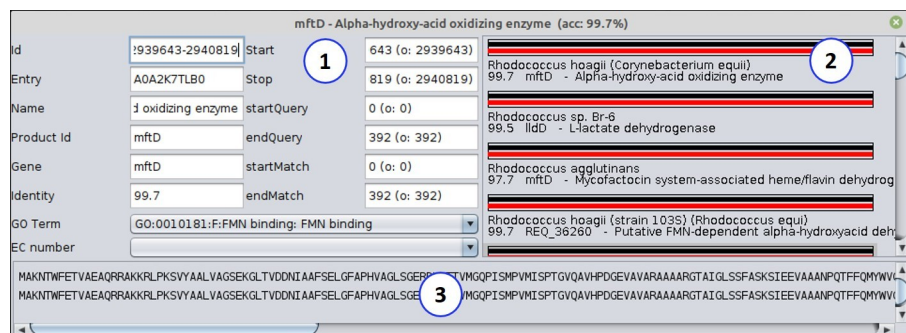 mftD - Alpha-hydroxy-acid oxidizing enzyme (acc: 99.7%)
Id
2939643-2940819
Start
643 (o: 2939643)
Entry
A0A2K7TLB0
Stop
819 (o: 2940819)
Name
d oxidizing enzyme
startQuery
0 (o: 0)
Product Id
mftD
endQuery
392 (o: 392)
Gene
mftD
startMatch
0 (o: 0)
Identity
99.7
endMatch
392 (o: 392)
GO Term
GO:0010181:F:FMN binding: FMN binding
EC number
1
2
Rhodococcus hoagii (Corynebacterium equii)
99.7 mftD - Alpha-hydroxy-acid oxidizing enzyme
Rhodococcus sp. Br-6
99.5 lldD - L-lactate dehydrogenase
Rhodococcus agglutinans
97.7 mftD - Mycofactocin system-associated heme/flavin dehydrog
Rhodococcus hoagii (strain 103S) (Rhodococcus equi)
99.7 REQ_36260 - Putative FMN-dependent alpha-hydroxyacid deh
MAKNTWFETVAEAQRRAKKRLPKSVYAALVAGSEKGLTVDDNIAAFSELGFAPHVAGLSGER
VMGQPISMPVMISPTGVQAVHPDGEVAVARAAAARGTAIGLSSFASKSIEEVAAANPQTFFQMYWV
MAKNTWFETVAEAQRRAKKRLPKSVYAALVAGSEKGLTVDDNIAAFSELGFAPHVAGLSGE
VMGQPISMPVMISPTGVQAVHPDGEVAVARAAAARGTAIGLSSFASKSIEEVAAANPQTFFQMYWV
3